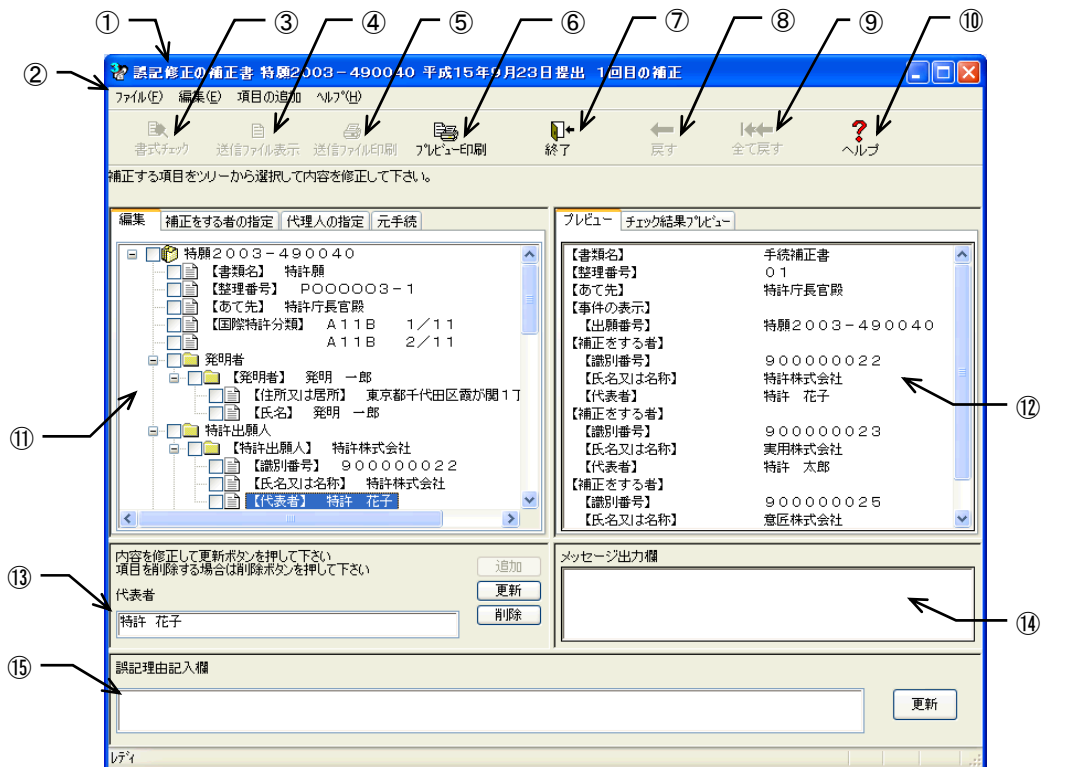 ① ③ ④ ⑤ ⑥ ⑦ ⑧ ⑨ ⑩
②
誤記修正の補正書 特願2003-490040 平成15年9月23日提出 1回目の補正
ファイル(F) 編集(E) 項目の追加 ヘルプ(H)
書式チェック 送信ファイル表示 送信ファイル印刷 プレビュー印刷 終了 戻す 全て戻す ヘルプ
補正する項目をツリーから選択して内容を修正して下さい。
編集 補正をする者の指定 代理人の指定 元手続
特願2003-490040
【書類名】 特許願
【整理番号】 P000003-1
【あて先】 特許庁長官殿
【国際特許分類】 A11B 1/11
A11B 2/11
発明者
【発明者】 発明 一郎
【住所又は居所】 東京都千代田区霞が関1丁
【氏名】 発明 一郎
特許出願人
【特許出願人】 特許株式会社
【識別番号】 900000022
【氏名又は名称】 特許株式会社
【代表者】 特許 花子
⑪
プレビュー チェック結果プレビュー
【書類名】 手続補正書
【整理番号】 01
【あて先】 特許庁長官殿
【事件の表示】
【出願番号】 特願2003-490040
【補正をする者】
【識別番号】 900000022
【氏名又は名称】 特許株式会社
【代表者】 特許 花子
【補正をする者】
【識別番号】 900000023
【氏名又は名称】 実用株式会社
【代表者】 特許 太郎
【補正をする者】
【識別番号】 900000025
【氏名又は名称】 意匠株式会社
⑫
内容を修正して更新ボタンを押して下さい
項目を削除する場合は削除ボタンを押して下さい
追加
更新
削除
⑬
代表者
特許 花子
メッセージ出力欄
⑭
誤記理由記入欄
⑮
更新
レディ